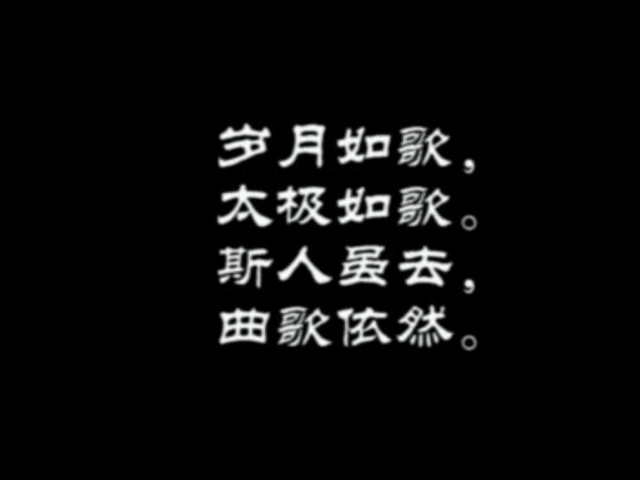 岁月如歌，
太极如歌。
斯人虽去，
曲歌依然。